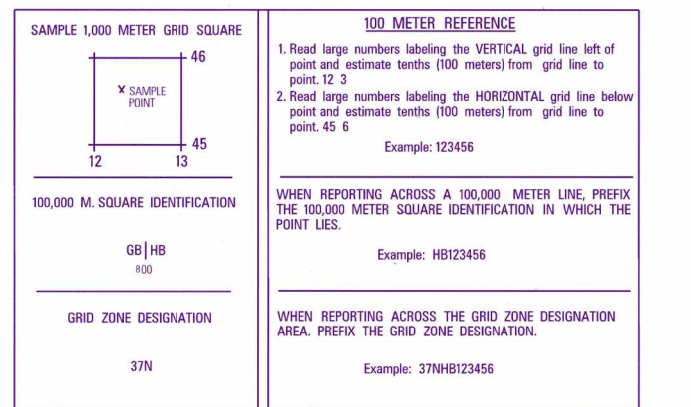 SAMPLE 1,000 METER GRID SQUARE
46
X SAMPLE
POINT
45
12 13
100,000 M. SQUARE IDENTIFICATION
GB|HB
800
GRID ZONE DESIGNATION
37N
100 METER REFERENCE
1. Read large numbers labeling the VERTICAL grid line left of
point and estimate tenths (100 meters) from grid line to
point. 12 3
2. Read large numbers labeling the HORIZONTAL grid line below
point and estimate tenths (100 meters) from grid line to
point. 45 6
Example: 123456
WHEN REPORTING ACROSS A 100,000 METER LINE, PREFIX
THE 100,000 METER SQUARE IDENTIFICATION IN WHICH THE
POINT LIES.
Example: HB123456
WHEN REPORTING ACROSS THE GRID ZONE DESIGNATION
AREA. PREFIX THE GRID ZONE DESIGNATION.
Example: 37NHB123456